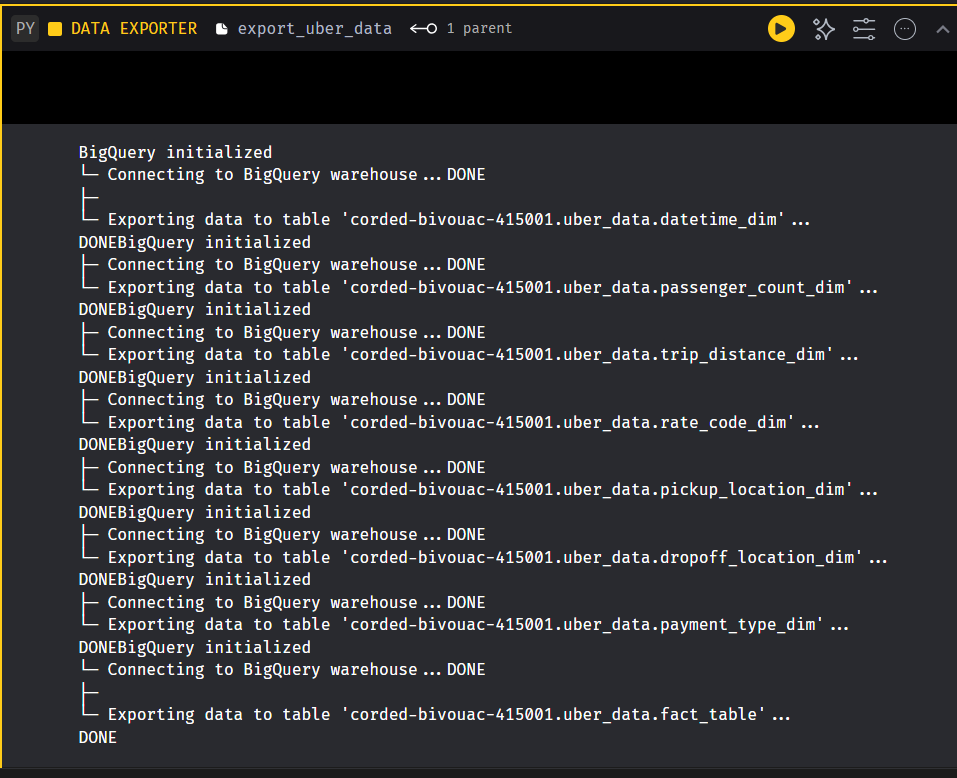 PY DATA EXPORTER export_uber_data 1 parent
BigQuery initialized
└─ Connecting to BigQuery warehouse...DONE
├─
└─ Exporting data to table 'corded-bivouac-415001.uber_data.datetime_dim'...
DONEBigQuery initialized
├─ Connecting to BigQuery warehouse...DONE
└─ Exporting data to table 'corded-bivouac-415001.uber_data.passenger_count_dim'...
DONEBigQuery initialized
├─ Connecting to BigQuery warehouse...DONE
└─ Exporting data to table 'corded-bivouac-415001.uber_data.trip_distance_dim'...
DONEBigQuery initialized
├─ Connecting to BigQuery warehouse...DONE
└─ Exporting data to table 'corded-bivouac-415001.uber_data.rate_code_dim'...
DONEBigQuery initialized
├─ Connecting to BigQuery warehouse...DONE
└─ Exporting data to table 'corded-bivouac-415001.uber_data.pickup_location_dim'...
DONEBigQuery initialized
├─ Connecting to BigQuery warehouse...DONE
└─ Exporting data to table 'corded-bivouac-415001.uber_data.dropoff_location_dim'...
DONEBigQuery initialized
├─ Connecting to BigQuery warehouse...DONE
└─ Exporting data to table 'corded-bivouac-415001.uber_data.payment_type_dim'...
DONEBigQuery initialized
└─ Connecting to BigQuery warehouse...DONE
├─
└─ Exporting data to table 'corded-bivouac-415001.uber_data.fact_table'...
DONE